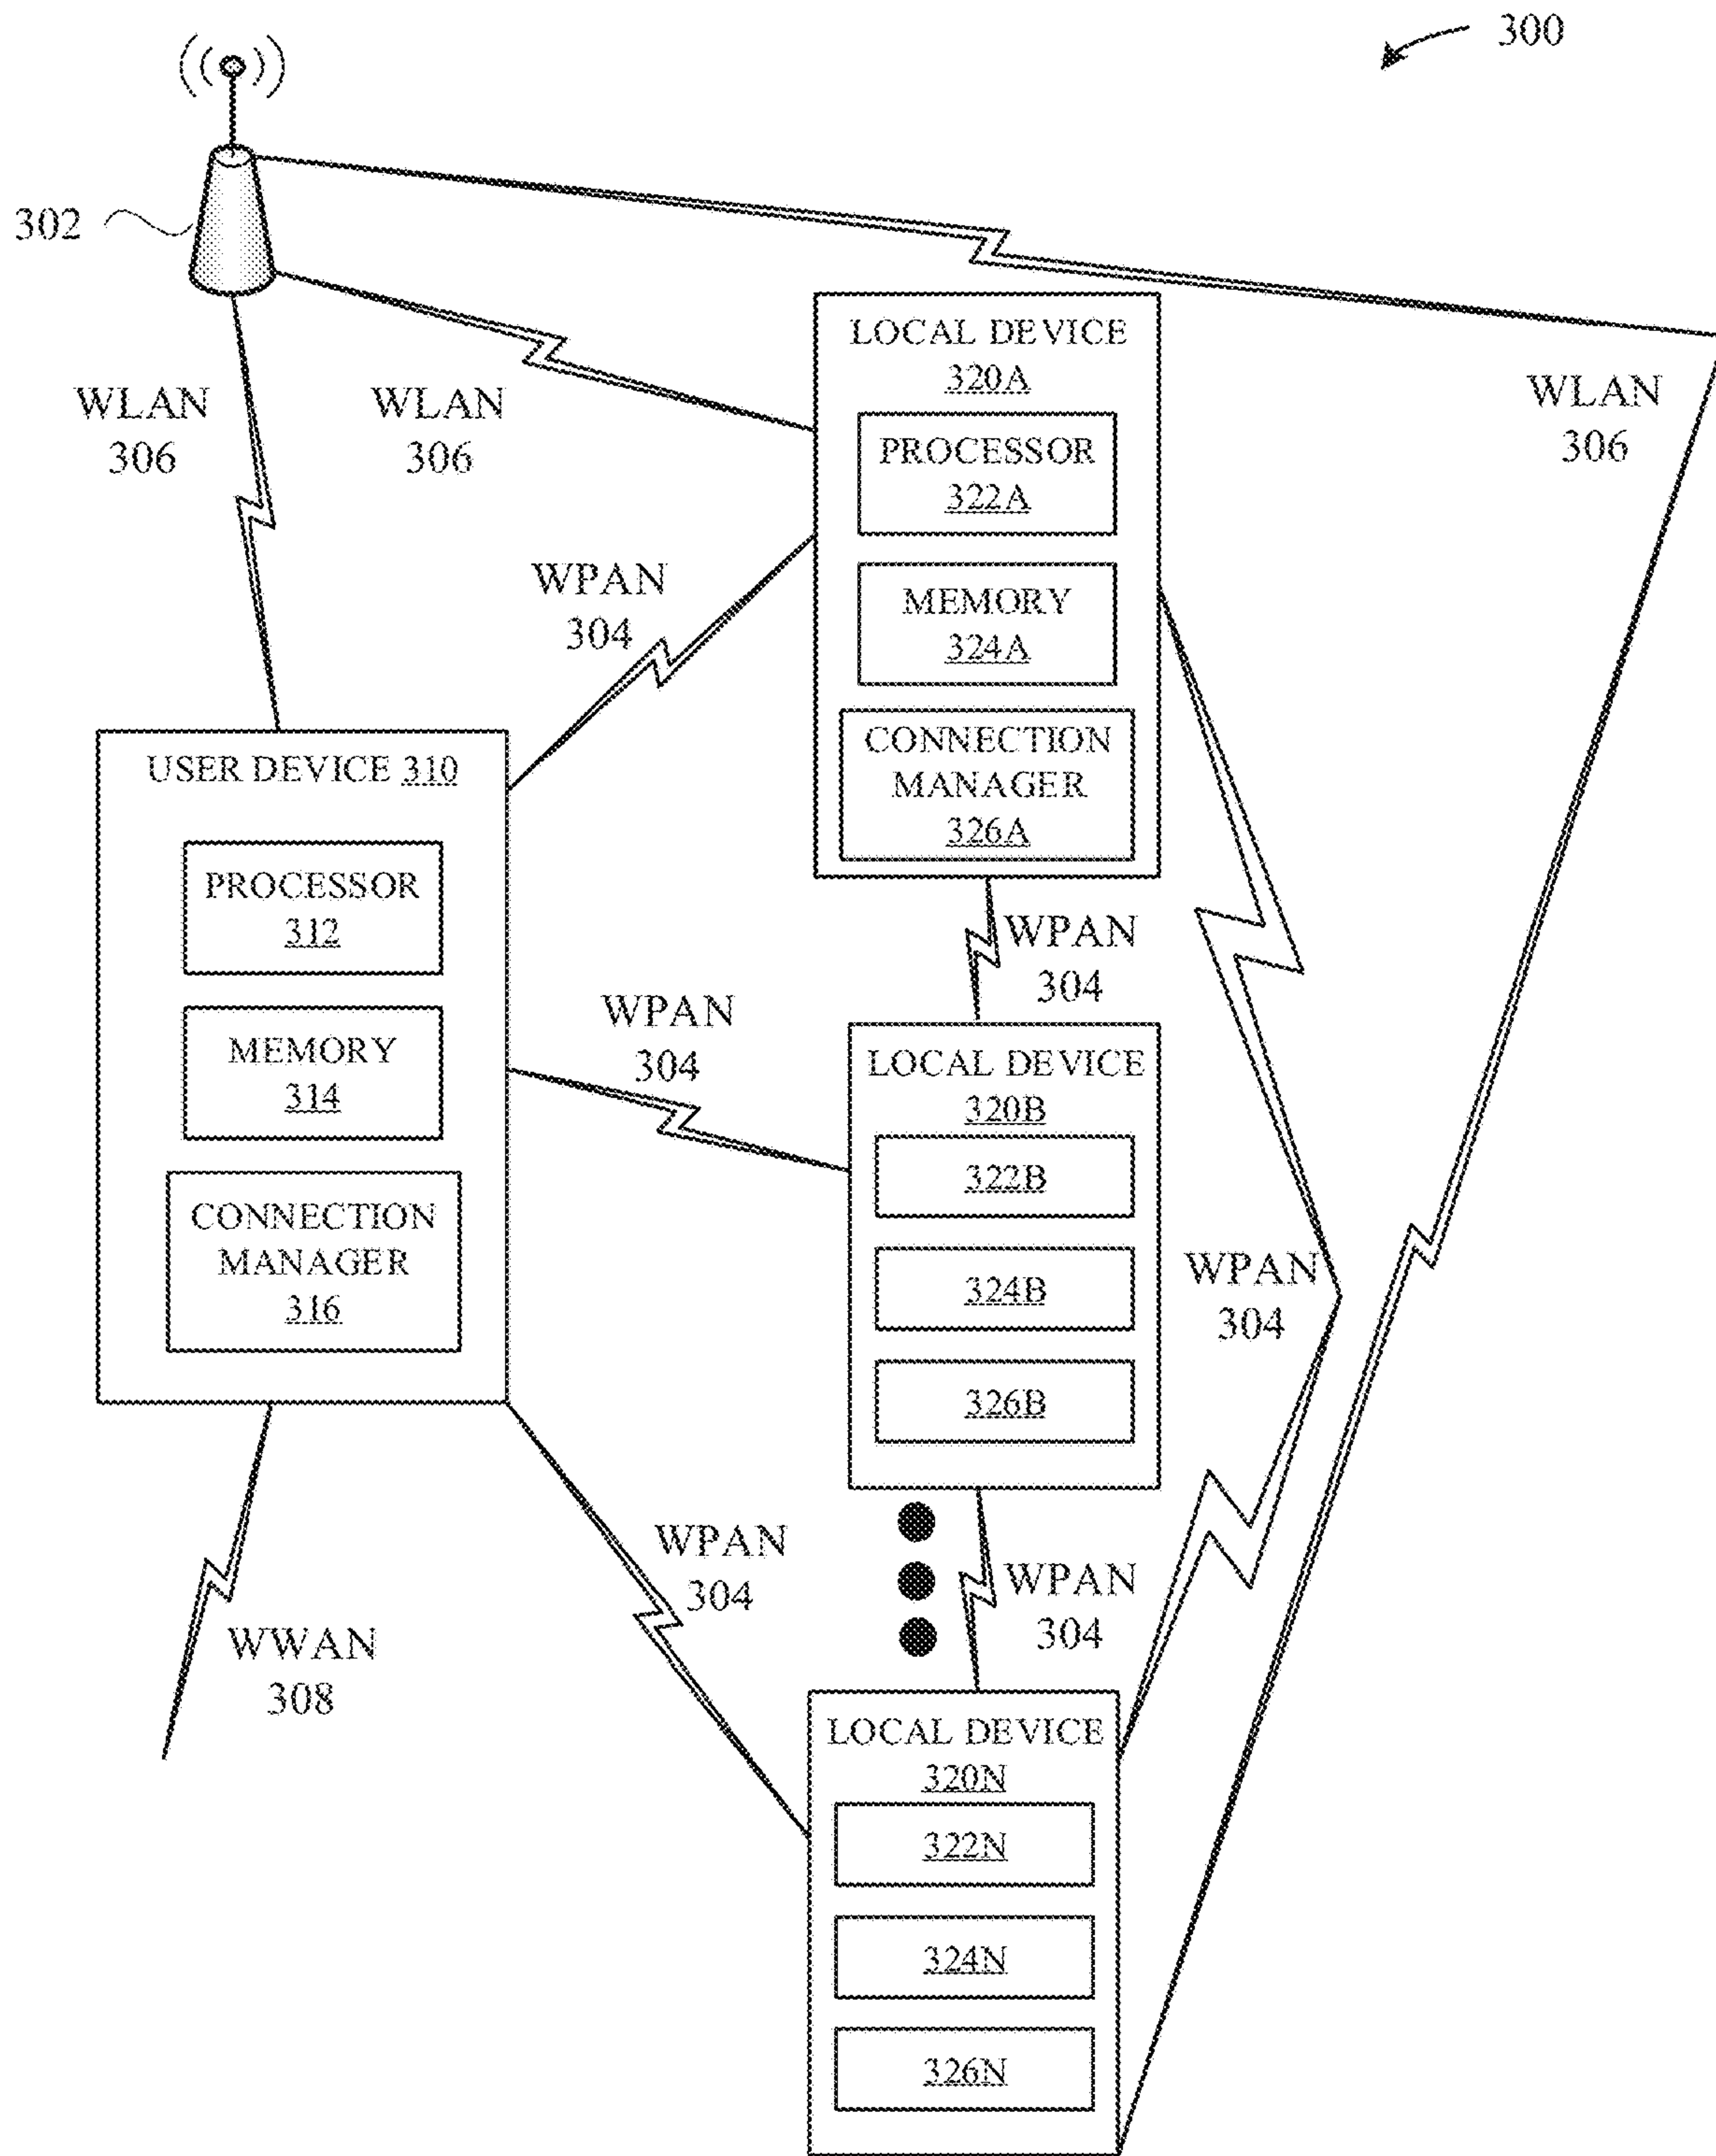 300
302
WLAN
306
WLAN
306
WLAN
306
LOCAL DEVICE
320A
PROCESSOR
322A
MEMORY
324A
CONNECTION
MANAGER
326A
WPAN
304
USER DEVICE 310
PROCESSOR
312
MEMORY
314
CONNECTION
MANAGER
316
WPAN
304
WPAN
304
LOCAL DEVICE
320B
322B
324B
326B
WPAN
304
WPAN
304
WPAN
304
WWAN
308
LOCAL DEVICE
320N
322N
324N
326N